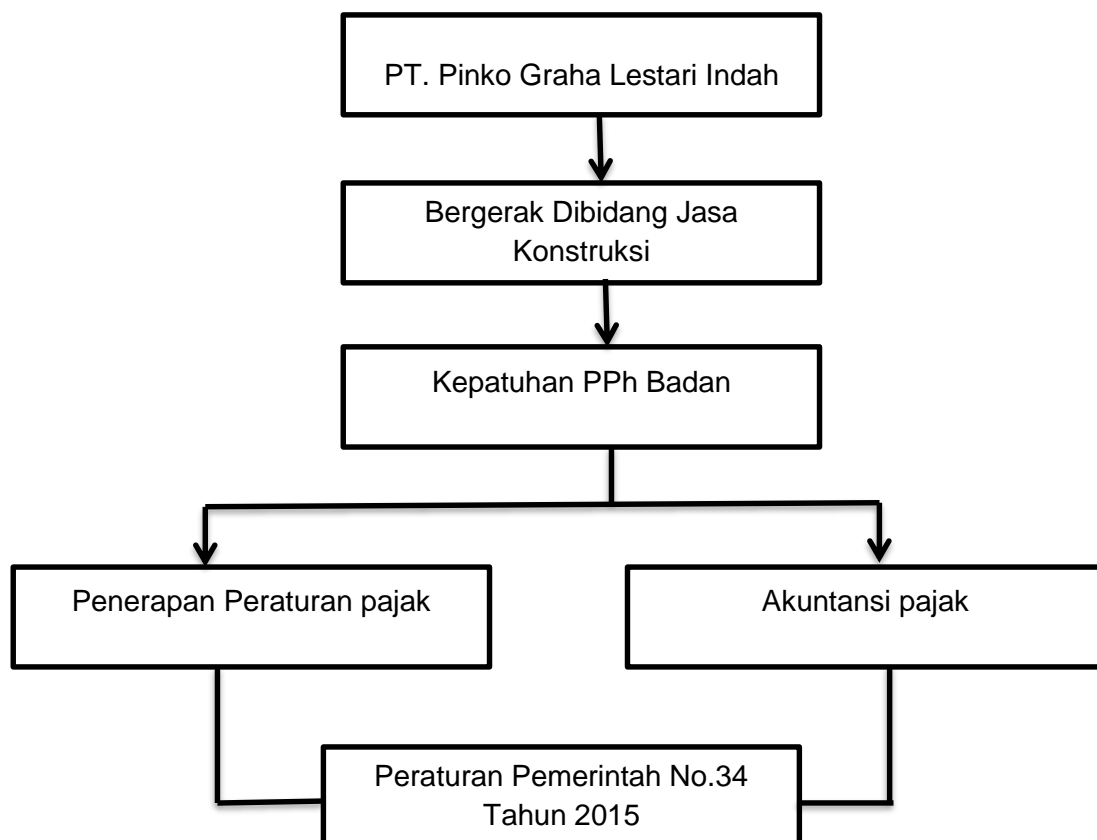 PT. Pinko Graha Lestari Indah
Bergerak Dibidang Jasa
Konstruksi
Kepatuhan PPh Badan
Penerapan Peraturan pajak
Akuntansi pajak
Peraturan Pemerintah No.34
Tahun 2015